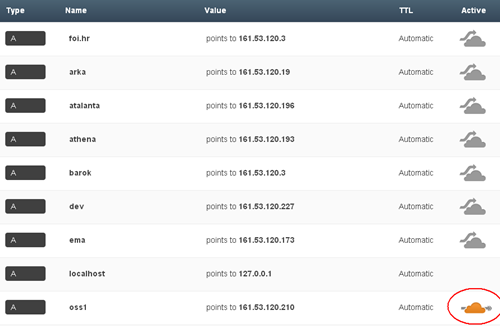 Type Name Value TTL Active
A foi.hr points to 161.53.120.3 Automatic
A arka points to 161.53.120.19 Automatic
A atalanta points to 161.53.120.196 Automatic
A athena points to 161.53.120.193 Automatic
A barok points to 161.53.120.3 Automatic
A dev points to 161.53.120.227 Automatic
A ema points to 161.53.120.173 Automatic
A localhost points to 127.0.0.1 Automatic
A oss1 points to 161.53.120.210 Automatic